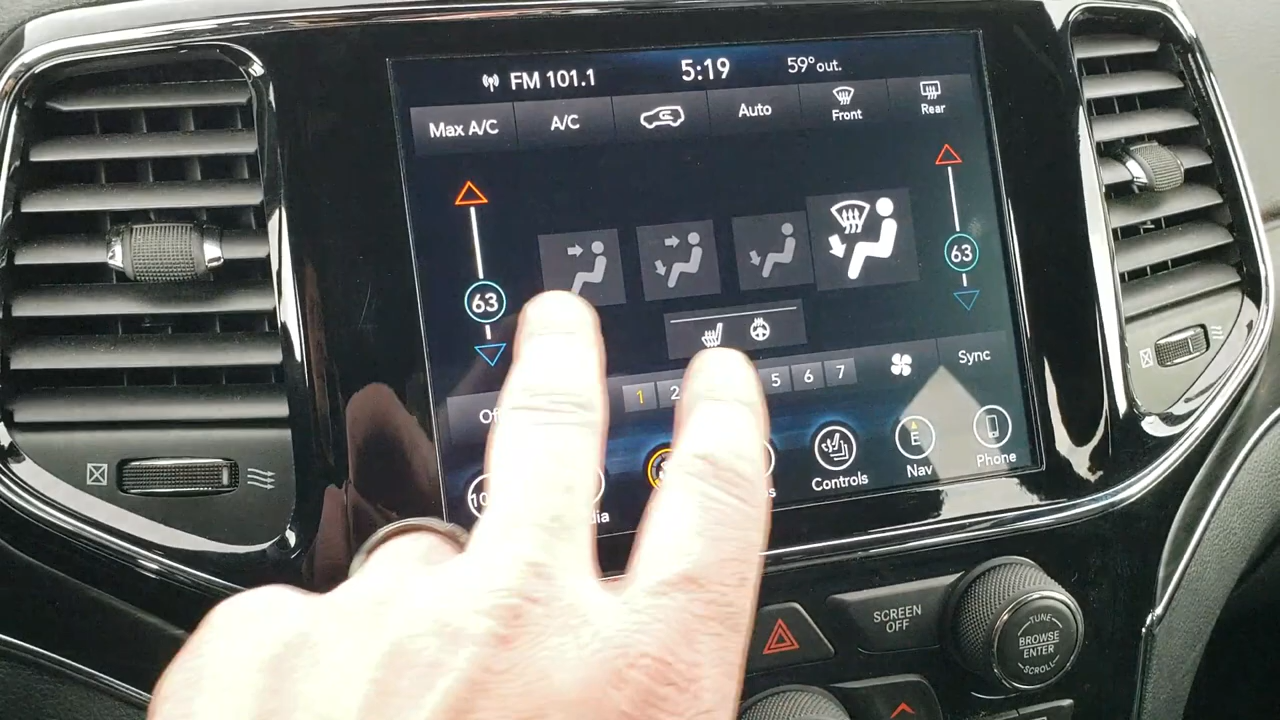 FM 101.1
5:19
59° out.
Max A/C
A/C
Auto
Front
Rear
63
63
1
2
5
6
7
Sync
Controls
E
Nav
Phone
SCREEN
OFF
TUNE
BROWSE
ENTER
SCROLL